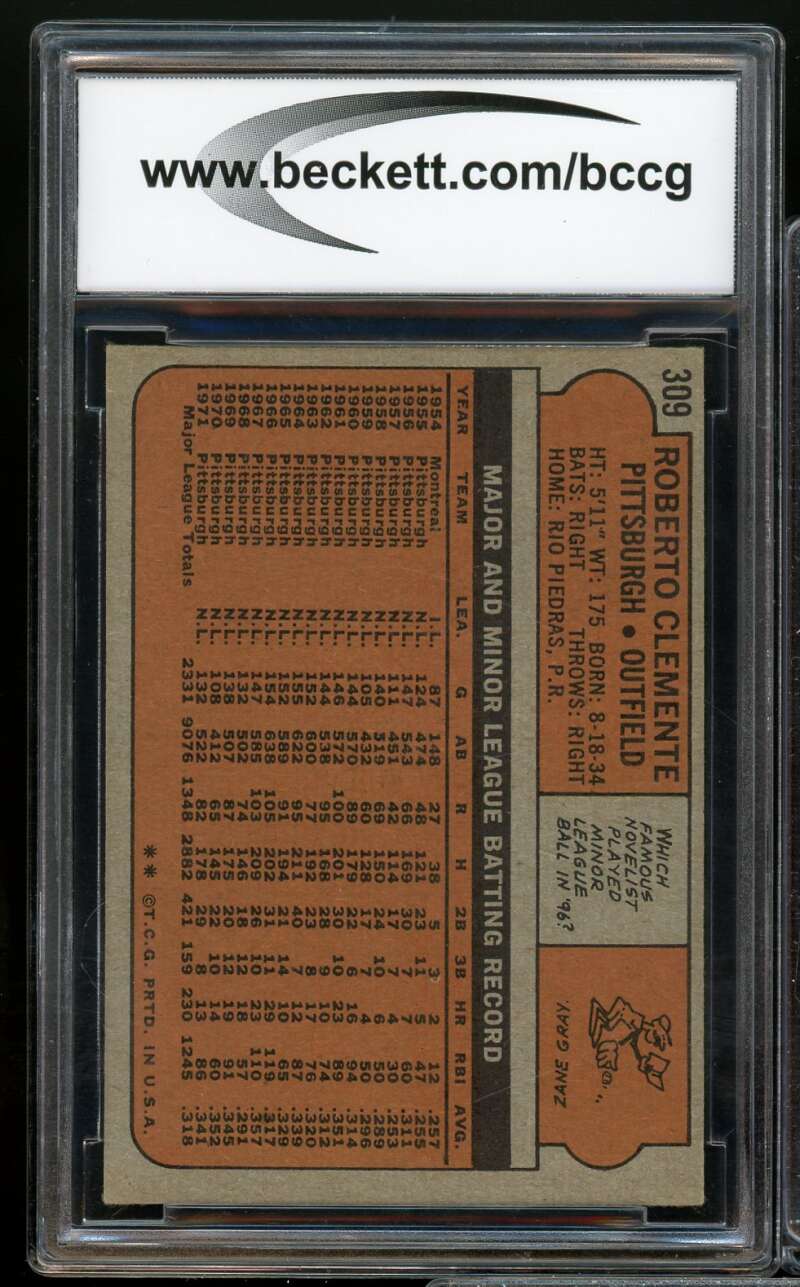 www.beckett.com/bccg
309
ROBERTO CLEMENTE
PITTSBURGH • OUTFIELD
HT: 5'11" WT: 175 BORN: 8-18-34
BATS: RIGHT THROWS: RIGHT
HOME: RIO PIEDRAS, P.R.
WHICH
FAMOUS
NOVELIST
PLAYED
MINOR
LEAGUE
BALL IN '96?
ZANE GRAY.
MAJOR AND MINOR LEAGUE BATTING RECORD
YEAR TEAM LEA. G AB R H 2B 3B HR RBI AVG.
1954 Montreal I.L. 87 148 27 38 5 3 2 12 .257
1955 Pittsburgh N.L. 124 474 48 121 23 11 5 47 .255
1956 Pittsburgh N.L. 147 543 66 169 30 7 7 60 .311
1957 Pittsburgh N.L. 111 451 42 114 17 7 4 30 .253
1958 Pittsburgh N.L. 140 519 69 150 24 10 6 50 .289
1959 Pittsburgh N.L. 105 432 60 128 17 7 4 50 .296
1960 Pittsburgh N.L. 144 570 89 179 22 6 16 94 .314
1961 Pittsburgh N.L. 146 572 100 201 30 10 23 89 .351
1962 Pittsburgh N.L. 144 538 95 168 28 9 10 74 .312
1963 Pittsburgh N.L. 152 600 77 192 23 8 17 76 .320
1964 Pittsburgh N.L. 155 622 95 211 40 7 12 87 .339
1965 Pittsburgh N.L. 152 589 91 194 21 14 10 65 .329
1966 Pittsburgh N.L. 154 638 105 202 31 11 29 119 .317
1967 Pittsburgh N.L. 147 585 103 209 26 10 23 110 .357
1968 Pittsburgh N.L. 132 502 74 146 18 12 18 57 .291
1969 Pittsburgh N.L. 138 507 87 175 20 12 19 91 .345
1970 Pittsburgh N.L. 108 412 65 145 22 10 14 60 .352
1971 Pittsburgh N.L. 132 522 82 178 29 8 13 86 .341
Major League Totals 2331 9076 1348 2882 421 159 230 1245 .318
** ©T.C.G. PRTD. IN U.S.A.